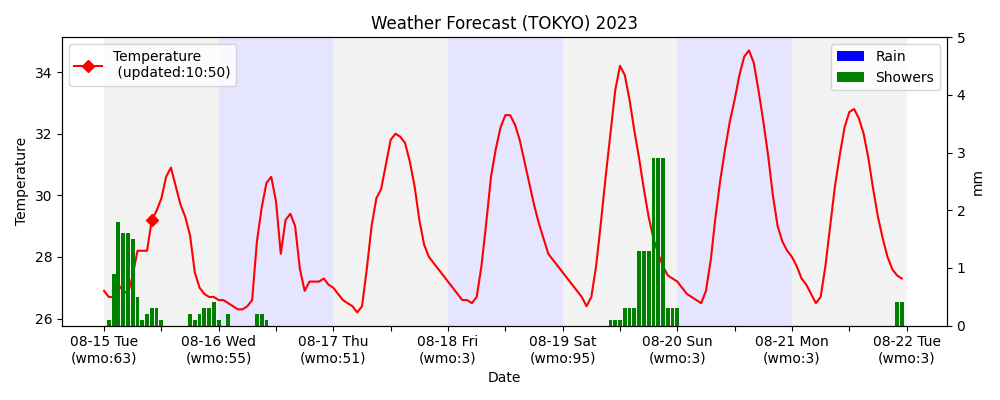 Weather Forecast (TOKYO) 2023
Temperature
(updated:10:50)
Rain
Showers
34
32
30
28
26
Temperature
5
4
3
2
1
0
mm
08-15 Tue
(wmo:63)
08-16 Wed
(wmo:55)
08-17 Thu
(wmo:51)
08-18 Fri
(wmo:3)
08-19 Sat
(wmo:95)
08-20 Sun
(wmo:3)
08-21 Mon
(wmo:3)
08-22 Tue
(wmo:3)
Date